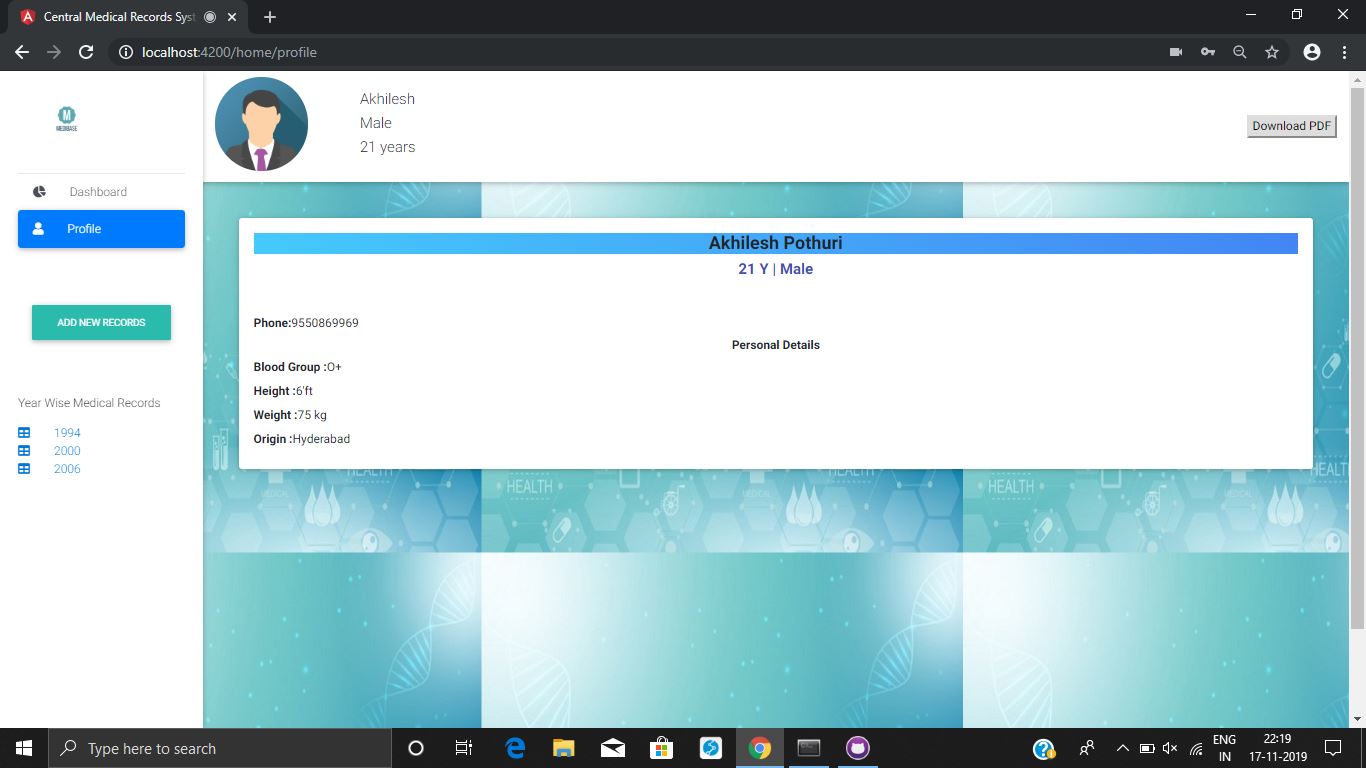 Central Medical Records Syst
localhost:4200/home/profile
M
MEDIBASE
Akhilesh
Male
21 years
Download PDF
Dashboard
Profile
ADD NEW RECORDS
Year Wise Medical Records
1994
2000
2006
Akhilesh Pothuri
21 Y | Male
Phone:9550869969
Personal Details
Blood Group :O+
Height :6'ft
Weight :75 kg
Origin :Hyderabad
HEALTH
HEALTH
HEALTH
HEALTH
HEALTH
MEDICAL
MEDICAL
MEDICAL
Type here to search
ENG
IN
22:19
17-11-2019